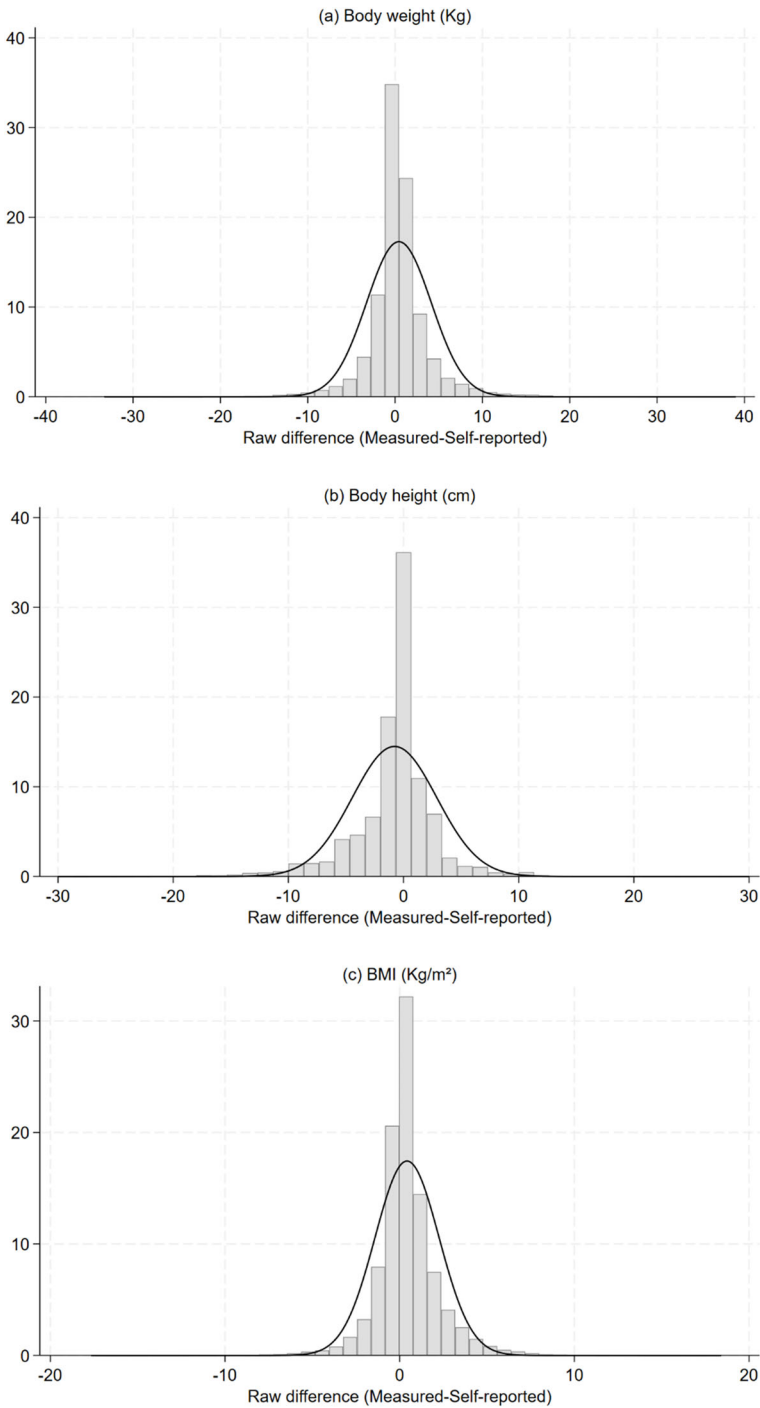 (a) Body weight (Kg)
40
30
20
10
0
-40 -30 -20 -10 0 10 20 30 40
Raw difference (Measured-Self-reported)
(b) Body height (cm)
40
30
20
10
0
-30 -20 -10 0 10 20 30
Raw difference (Measured-Self-reported)
(c) BMI (Kg/m²)
30
20
10
0
-20 -10 0 10 20
Raw difference (Measured-Self-reported)